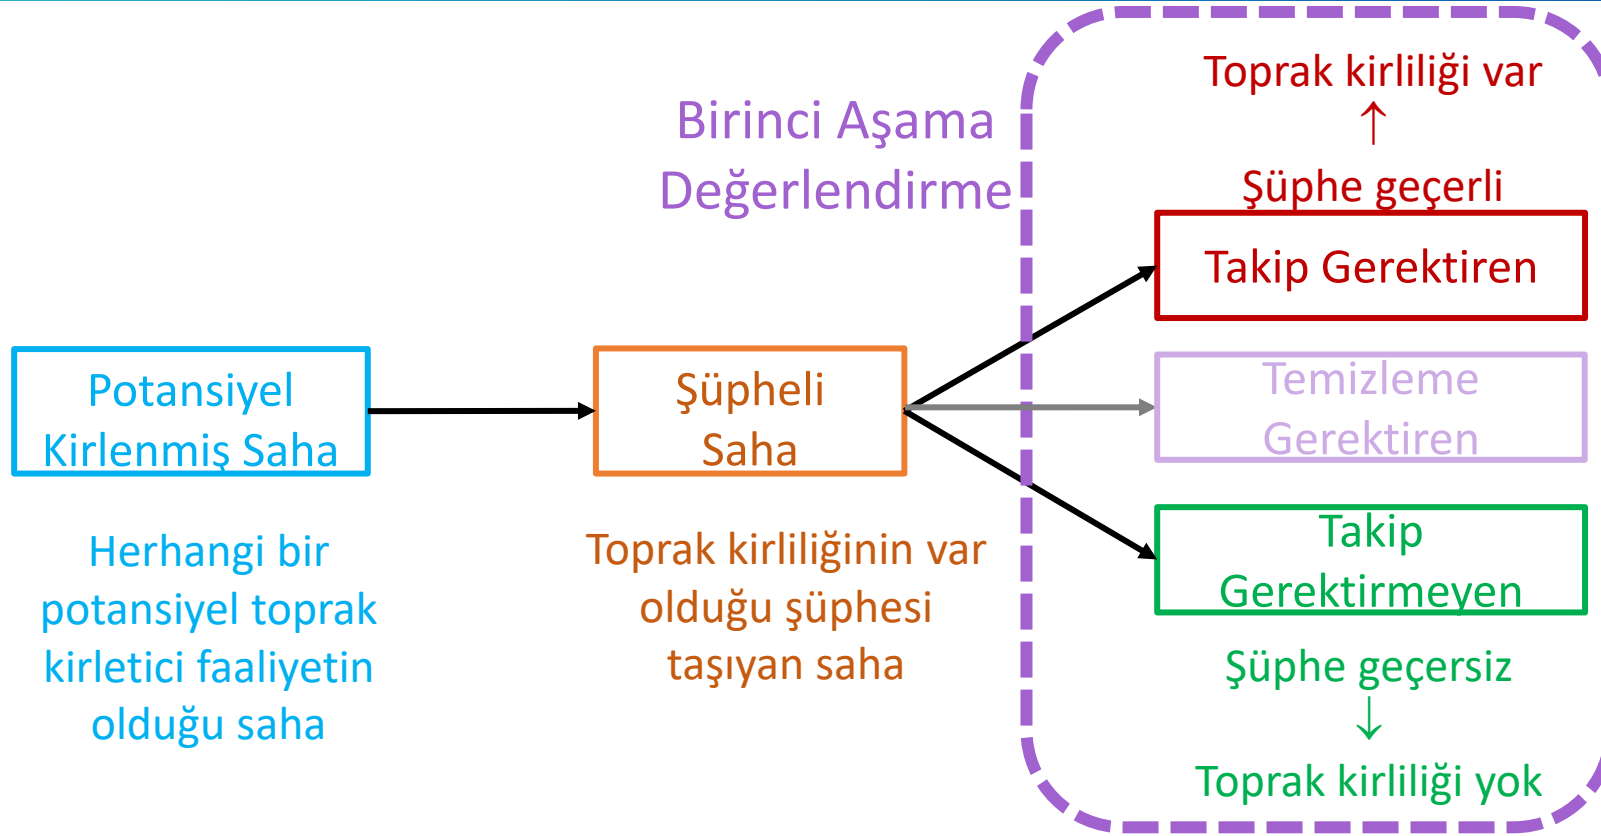 Birinci Aşama
Değerlendirme
Toprak kirliliği var
↑
Şüphe geçerli
Takip Gerektiren
Potansiyel
Kirlenmiş Saha
Şüpheli
Saha
Temizleme
Gerektiren
Takip
Gerektirmeyen
Herhangi bir
potansiyel toprak
kirletici faaliyetin
olduğu saha
Toprak kirliliğinin var
olduğu şüphesi
taşıyan saha
Şüphe geçersiz
↓
Toprak kirliliği yok